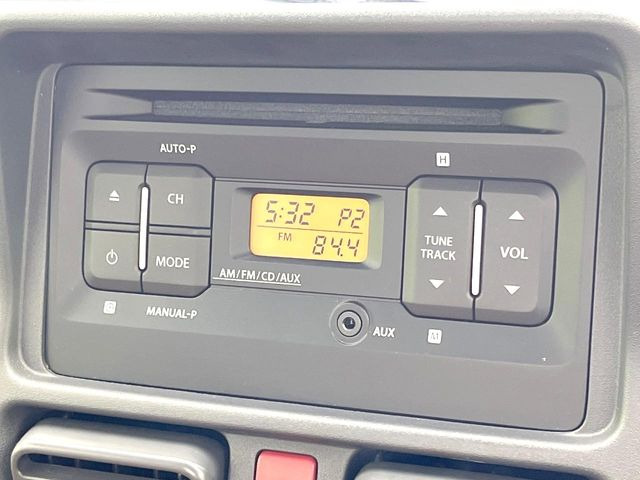 AUTO-P
H
CH
5:32 P2
FM
84.4
TUNE
TRACK
VOL
MODE
AM/FM/CD/AUX
MANUAL-P
AUX
M